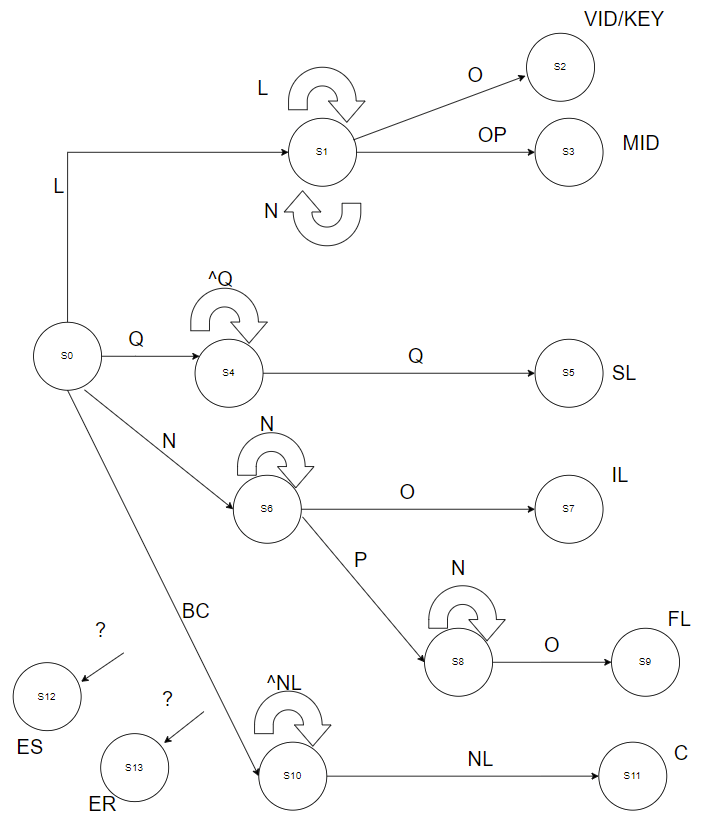 VID/KEY
S2
O
L
S1
OP
S3
MID
L
N
^Q
S0
Q
S4
Q
S5
SL
N
N
S6
O
S7
IL
P
N
BC
S8
O
S9
FL
?
S12
ES
?
S13
ER
^NL
S10
NL
S11
C